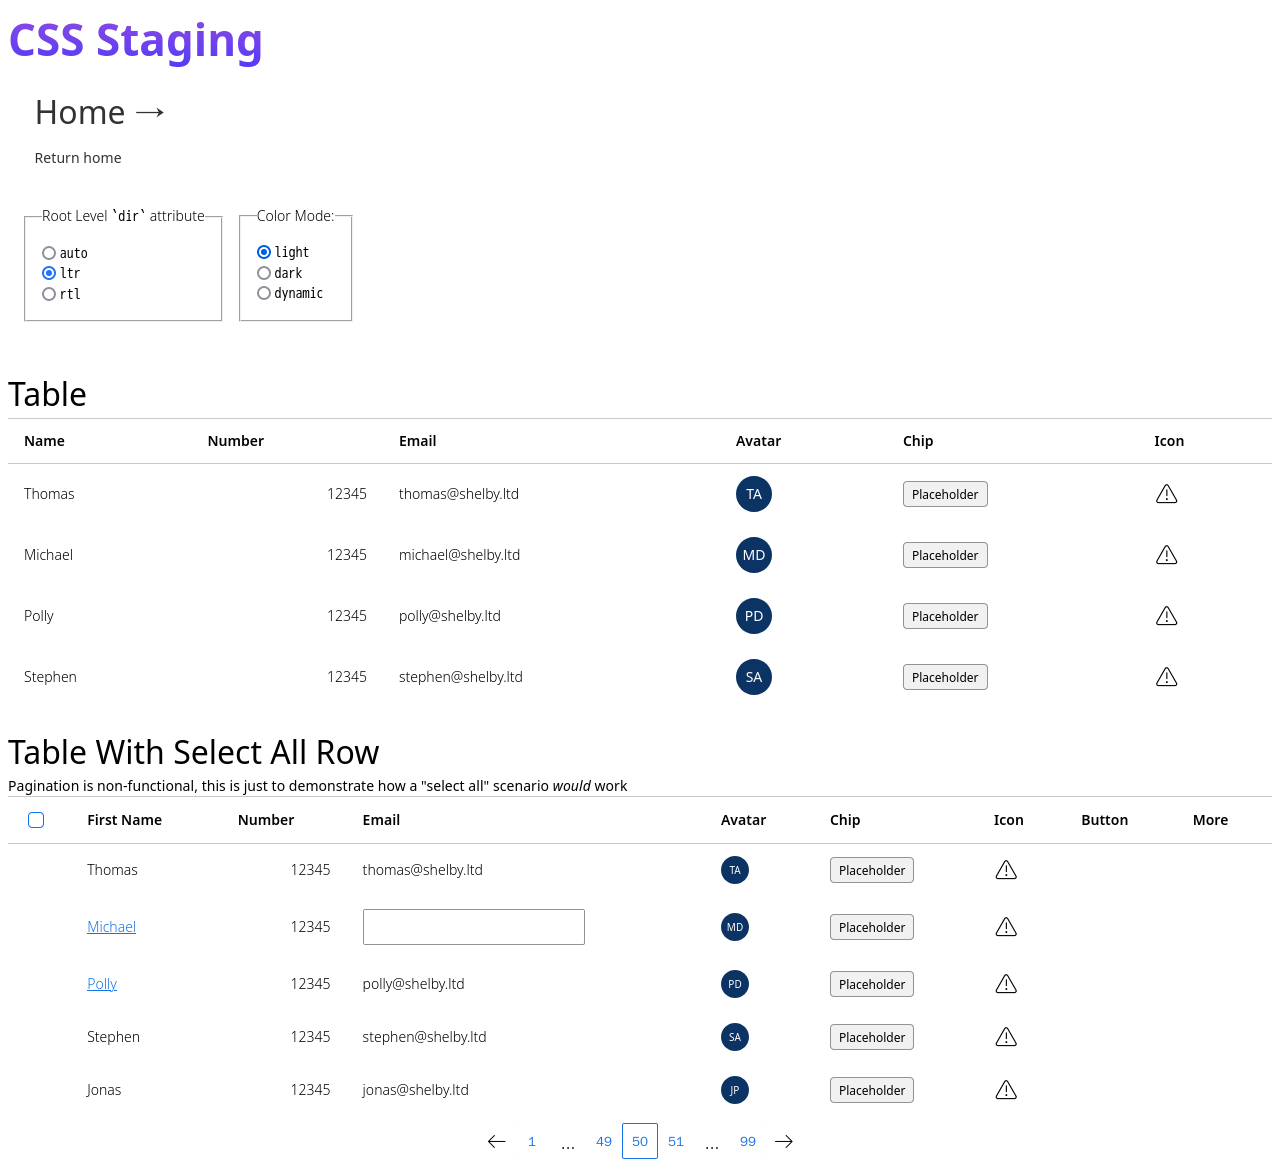 CSS Staging
Home →
Return home
Root Level `dir` attribute
auto
ltr
rtl
Color Mode:
light
dark
dynamic
Table
Name Number Email Avatar Chip Icon
Thomas 12345 thomas@shelby.ltd TA Placeholder
Michael 12345 michael@shelby.ltd MD Placeholder
Polly 12345 polly@shelby.ltd PD Placeholder
Stephen 12345 stephen@shelby.ltd SA Placeholder
Table With Select All Row
Pagination is non-functional, this is just to demonstrate how a "select all" scenario would work
First Name Number Email Avatar Chip Icon Button More
Thomas 12345 thomas@shelby.ltd TA Placeholder
Michael 12345 MD Placeholder
Polly 12345 polly@shelby.ltd PD Placeholder
Stephen 12345 stephen@shelby.ltd SA Placeholder
Jonas 12345 jonas@shelby.ltd JP Placeholder
← 1 ... 49 50 51 ... 99 →